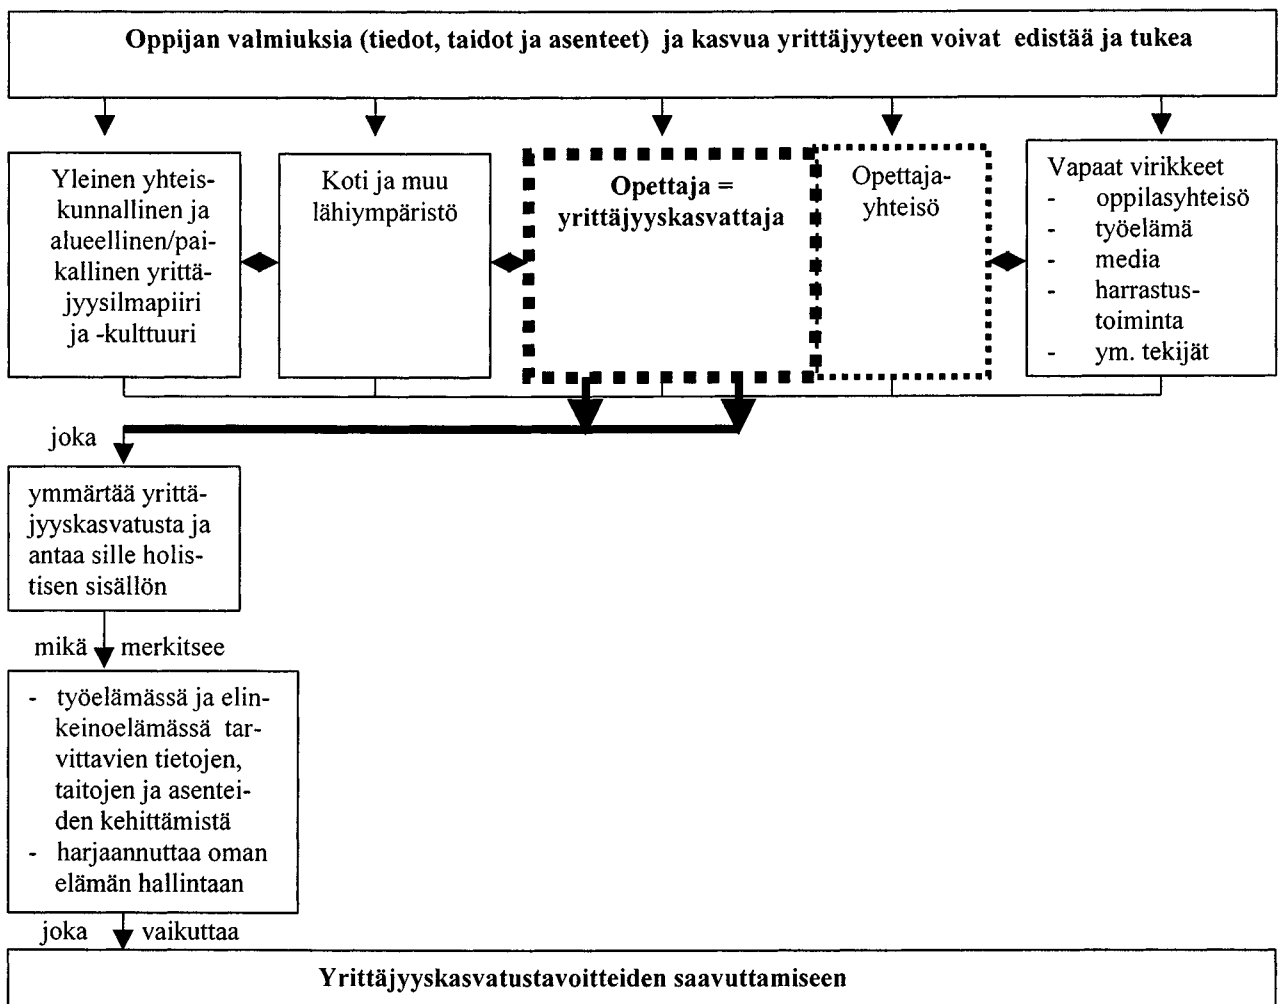 Oppijan valmiuksia (tiedot, taidot ja asenteet) ja kasvua yrittäjyyteen voivat edistää ja tukea
Yleinen yhteis-
kunnallinen ja
alueellinen/pai-
kallinen yrittä-
jyysilmapiiri
ja -kulttuuri
Koti ja muu
lähiympäristö
Opettaja =
yrittäjyyskasvattaja
Opettaja-
yhteisö
Vapaat virikkeet
- oppilasyhteisö
- työelämä
- media
- harrastus-
toiminta
- ym. tekijät
joka
ymmärtää yrittä-
jyyskasvatusta ja
antaa sille holis-
tisen sisällön
mikä merkitsee
- työelämässä ja elin-
keinoelämässä tar-
vittavien tietojen,
taitojen ja asentei-
den kehittämistä
- harjaannuttaa oman
elämän hallintaan
joka vaikuttaa
Yrittäjyyskasvatustavoitteiden saavuttamiseen